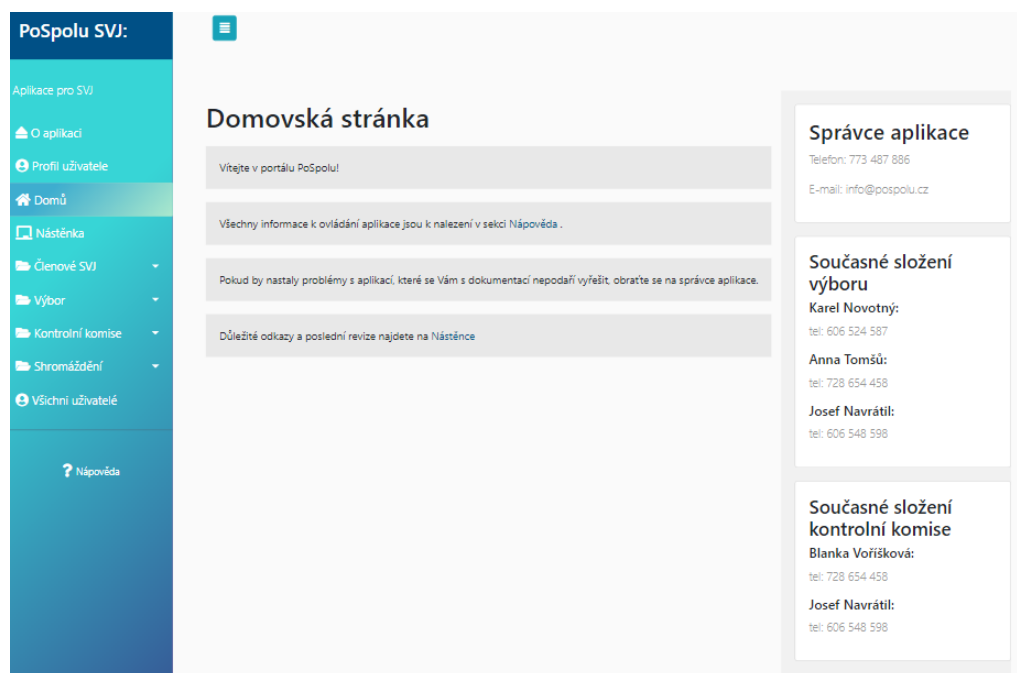 PoSpolu SVJ:
Aplikace pro SVJ
O aplikaci
Profil uživatele
Domů
Nástěnka
Členové SVJ
Výbor
Kontrolní komise
Shromáždění
Všichni uživatelé
Nápověda
Domovská stránka
Vítejte v portálu PoSpolu!
Všechny informace k ovládání aplikace jsou k nalezení v sekci Nápověda .
Pokud by nastaly problémy s aplikací, které se Vám s dokumentací nepodaří vyřešit, obraťte se na správce aplikace.
Důležité odkazy a poslední revize najdete na Nástěnce
Správce aplikace
Telefon: 773 487 886
E-mail: info@pospolu.cz
Současné složení
výboru
Karel Novotný:
tel: 606 524 587
Anna Tomšů:
tel: 728 654 458
Josef Navrátil:
tel: 606 548 598
Současné složení
kontrolní komise
Blanka Voříšková:
tel: 728 654 458
Josef Navrátil:
tel: 606 548 598